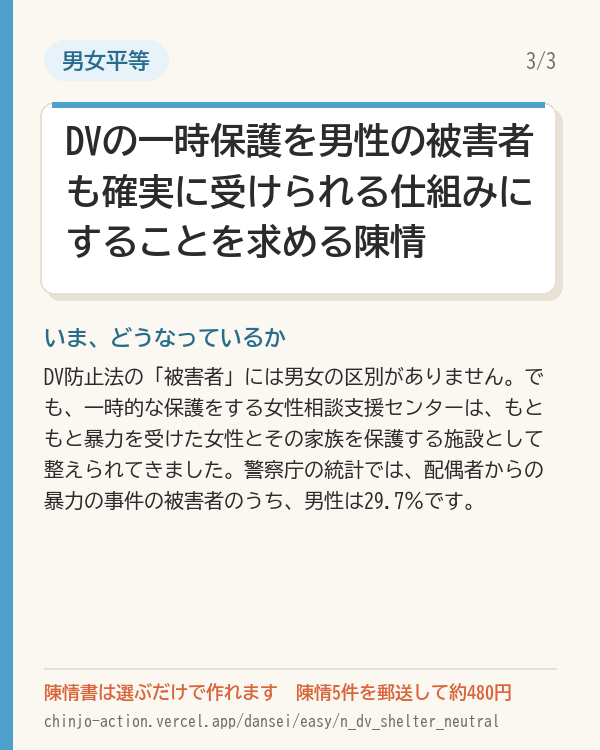 男女平等
3/3
DVの一時保護を男性の被害者
も確実に受けられる仕組みに
することを求める陳情
いま、どうなっているか
DV防止法の「被害者」には男女の区別がありません。で
も、一時的な保護をする女性相談支援センターは、もと
もと暴力を受けた女性とその家族を保護する施設として
整えられてきました。警察庁の統計では、配偶者からの
暴力の事件の被害者のうち、男性は29.7%です。
陳情書は選ぶだけで作れます　陳情5件を郵送して約480円
chinjo-action.vercel.app/dansei/easy/n_dv_shelter_neutral